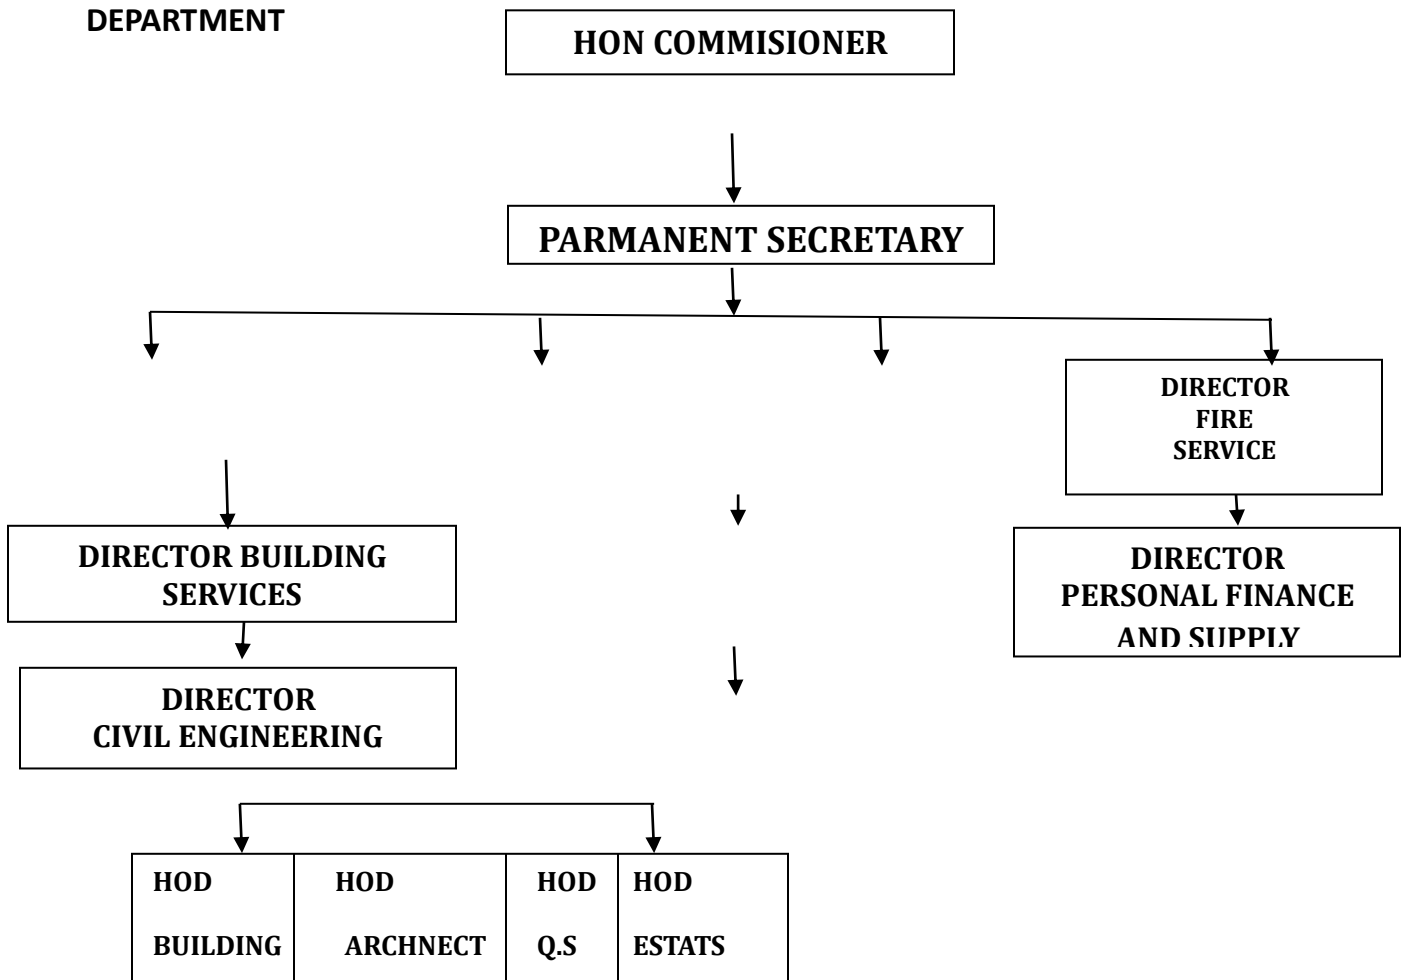 DEPARTMENT
HON COMMISIONER
PARMANENT SECRETARY
DIRECTOR
FIRE
SERVICE
DIRECTOR BUILDING
SERVICES
DIRECTOR
PERSONAL FINANCE
AND SUPPLY
DIRECTOR
CIVIL ENGINEERING
HOD
BUILDING
HOD
ARCHNECT
HOD
Q.S
HOD
ESTATS